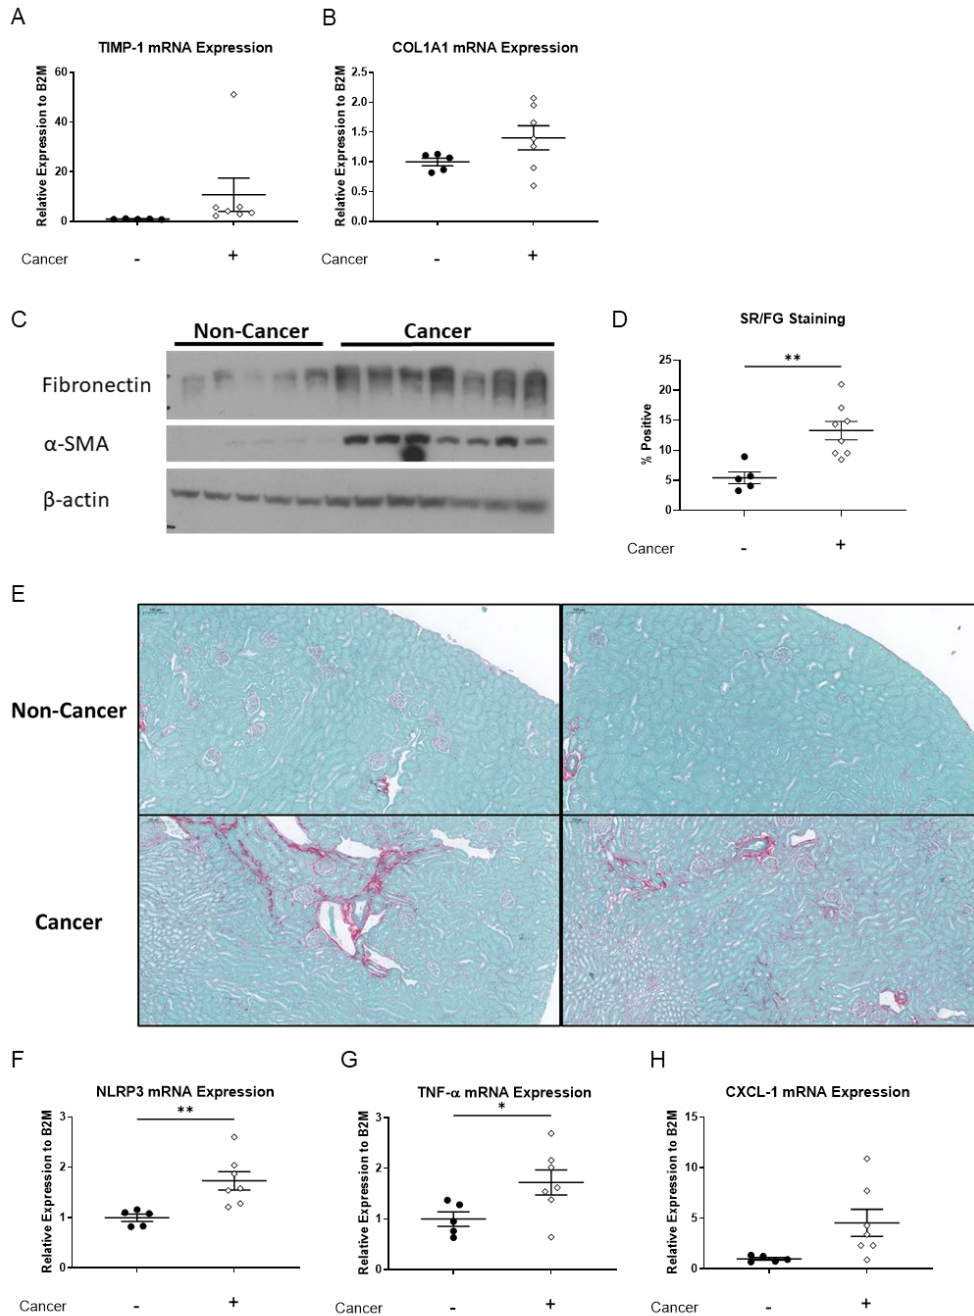 A
TIMP-1 mRNA Expression
Relative Expression to B2M
60
40
20
0
Cancer - +
B
COL1A1 mRNA Expression
Relative Expression to B2M
2.5
2.0
1.5
1.0
0.5
0.0
Cancer - +
C
Non-Cancer Cancer
Fibronectin
α-SMA
β-actin
D
SR/FG Staining
**
% Positive
25
20
15
10
5
0
Cancer - +
E
Non-Cancer
Cancer
F
NLRP3 mRNA Expression
**
Relative Expression to B2M
3
2
1
0
Cancer - +
G
TNF-α mRNA Expression
*
Relative Expression to B2M
3
2
1
0
Cancer - +
H
CXCL-1 mRNA Expression
Relative Expression to B2M
15
10
5
0
Cancer - +